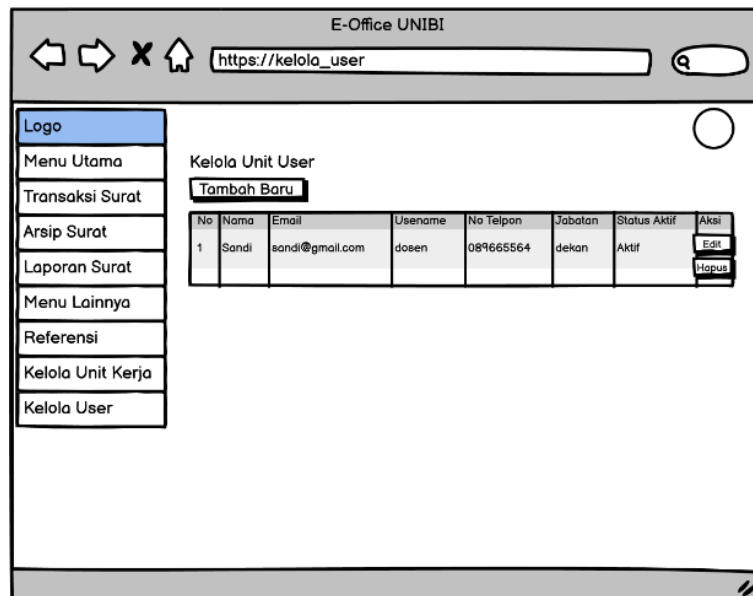 E-Office UNIBI
https://kelola_user
Logo
Menu Utama
Transaksi Surat
Arsip Surat
Laporan Surat
Menu Lainnya
Referensi
Kelola Unit Kerja
Kelola User
Kelola Unit User
Tambah Baru
No Nama Email Usename No Telpon Jabatan Status Aktif Aksi
1 Sandi sandi@gmail.com dosen 089665564 dekan Aktif Edit
Hapus